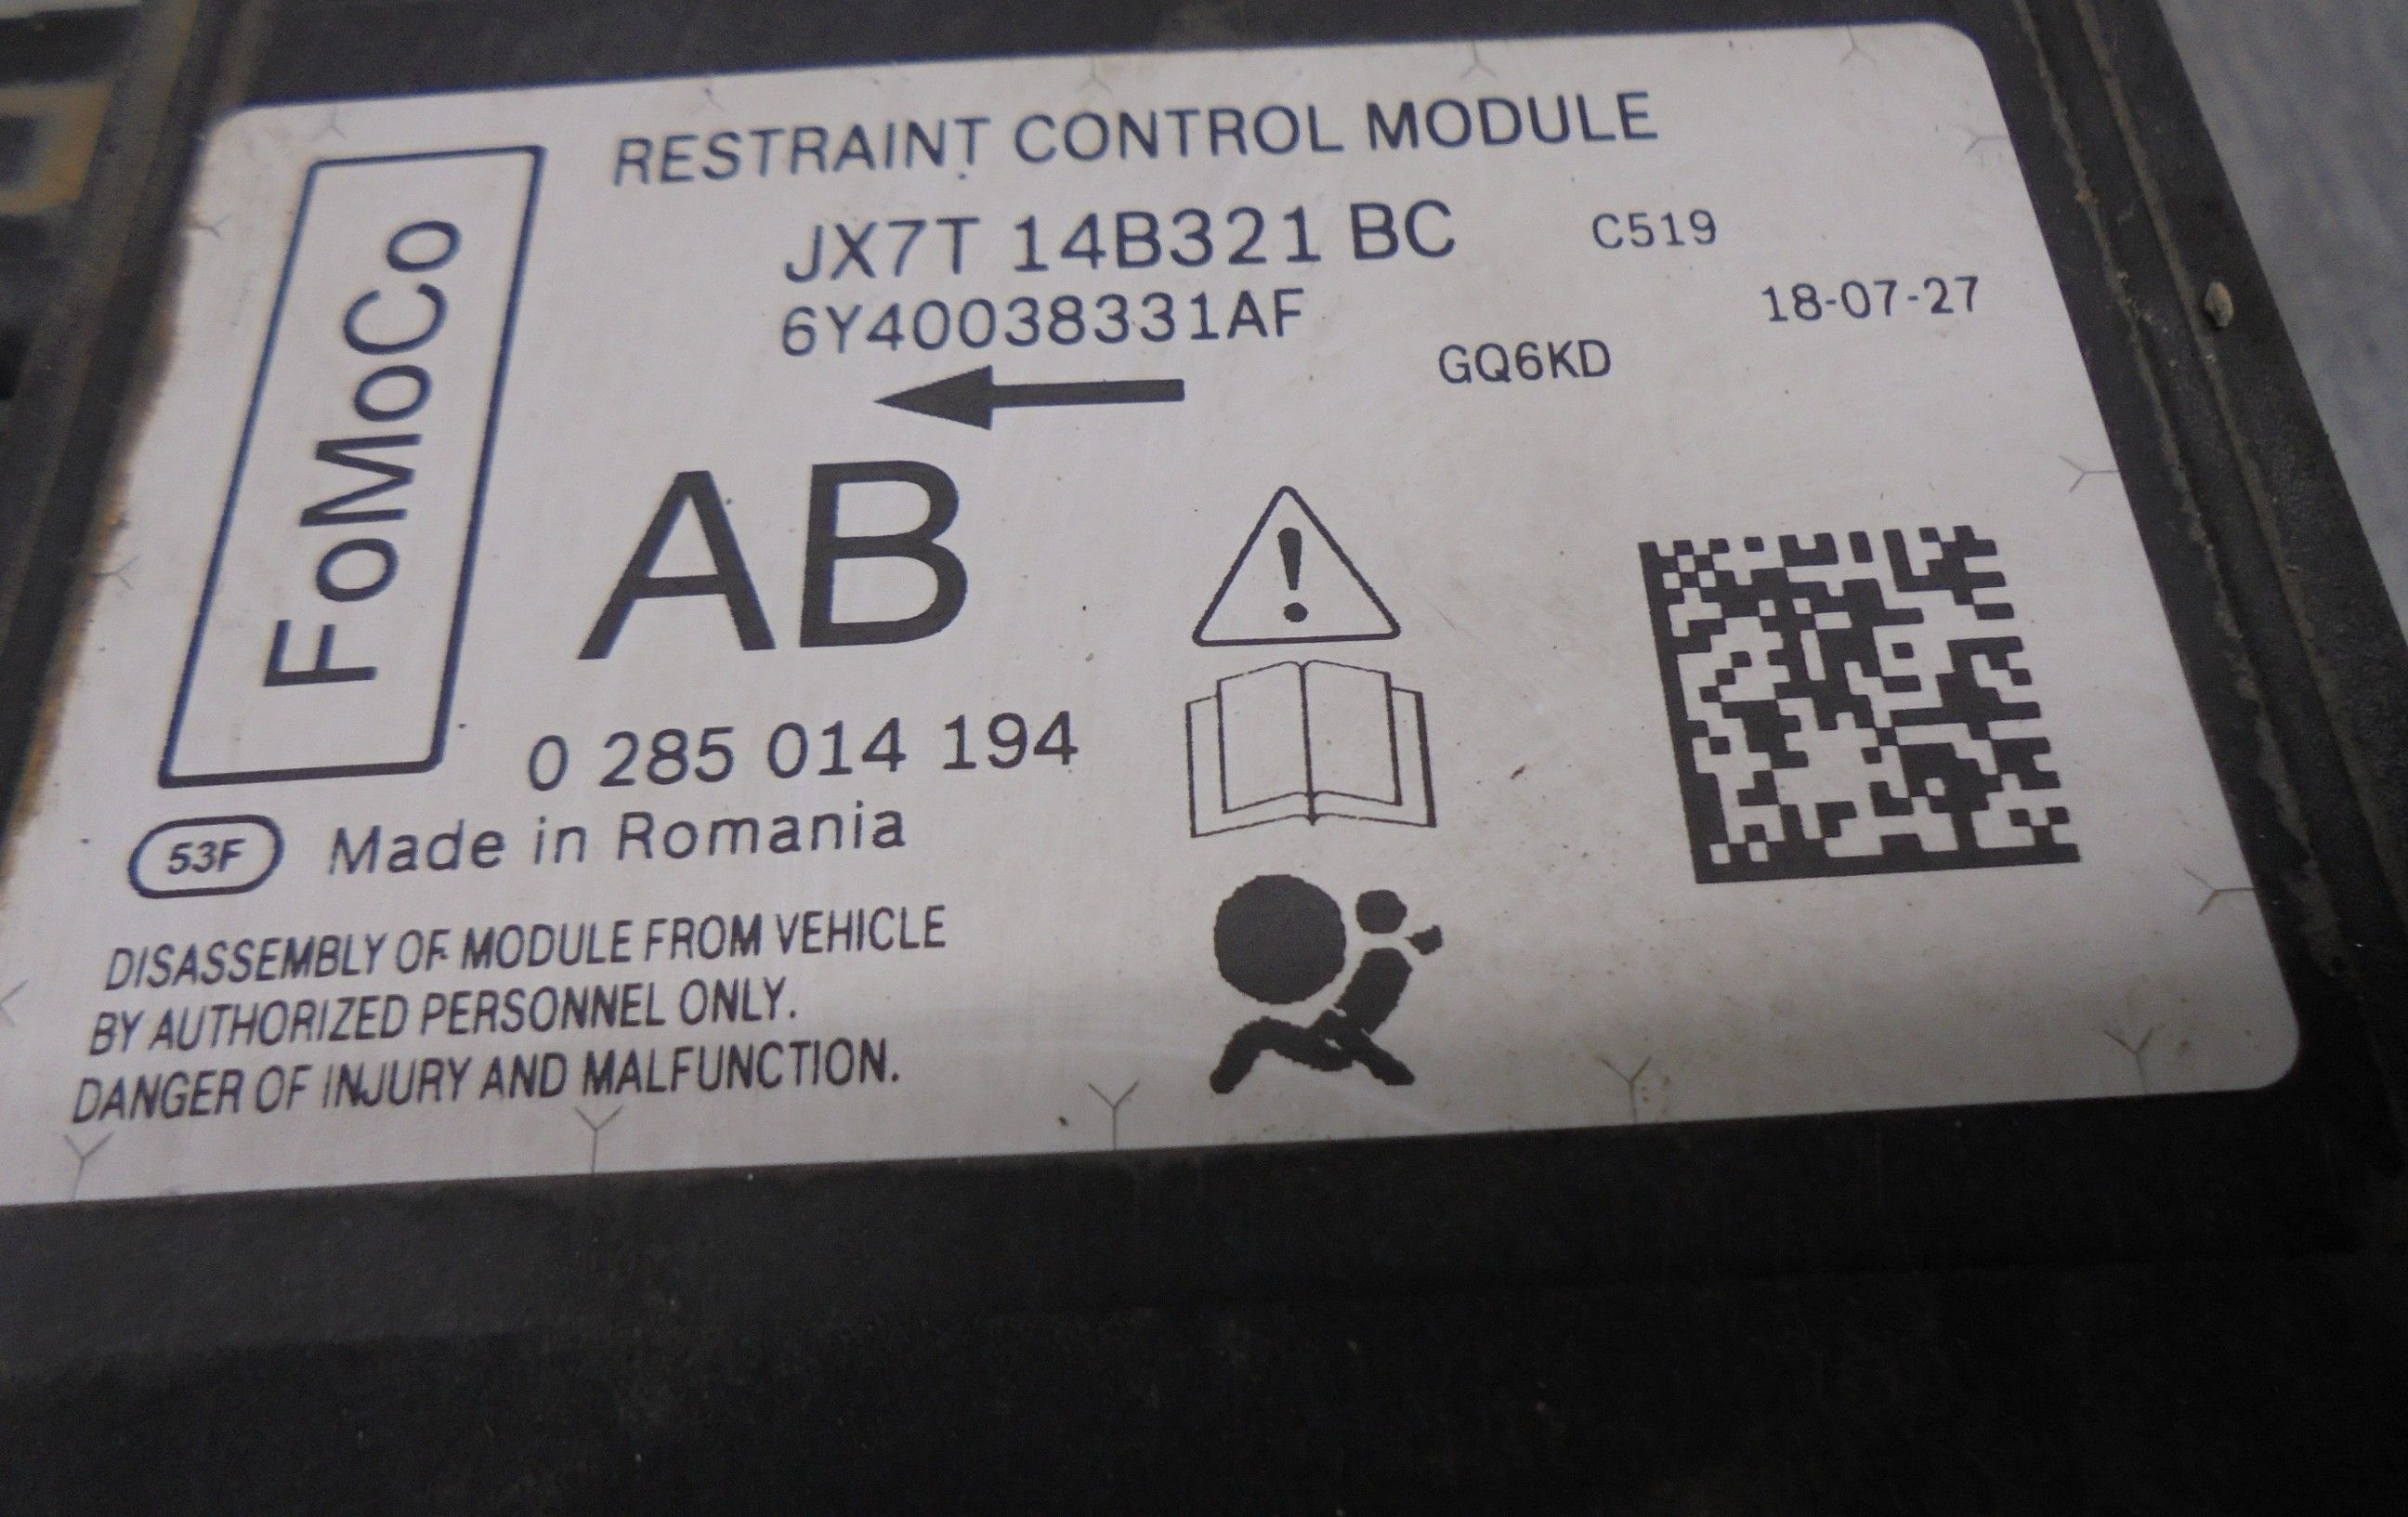 RESTRAINT CONTROL MODULE
FoMoCo
JX7T 14B321 BC
C519
6Y40038331AF
18-07-27
GQ6KD
AB
0 285 014 194
53F
Made in Romania
DISASSEMBLY OF MODULE FROM VEHICLE
BY AUTHORIZED PERSONNEL ONLY.
DANGER OF INJURY AND MALFUNCTION.